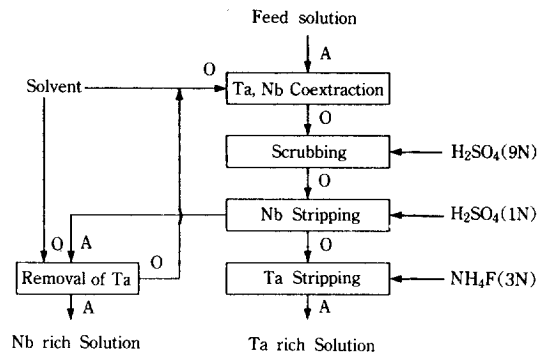 Feed solution
A
O
Solvent
Ta, Nb Coextraction
O
Scrubbing
H₂SO₄(9N)
O
Nb Stripping
H₂SO₄(1N)
O
A
O
O
Removal of Ta
Ta Stripping
NH₄F(3N)
A
A
Nb rich Solution
Ta rich Solution